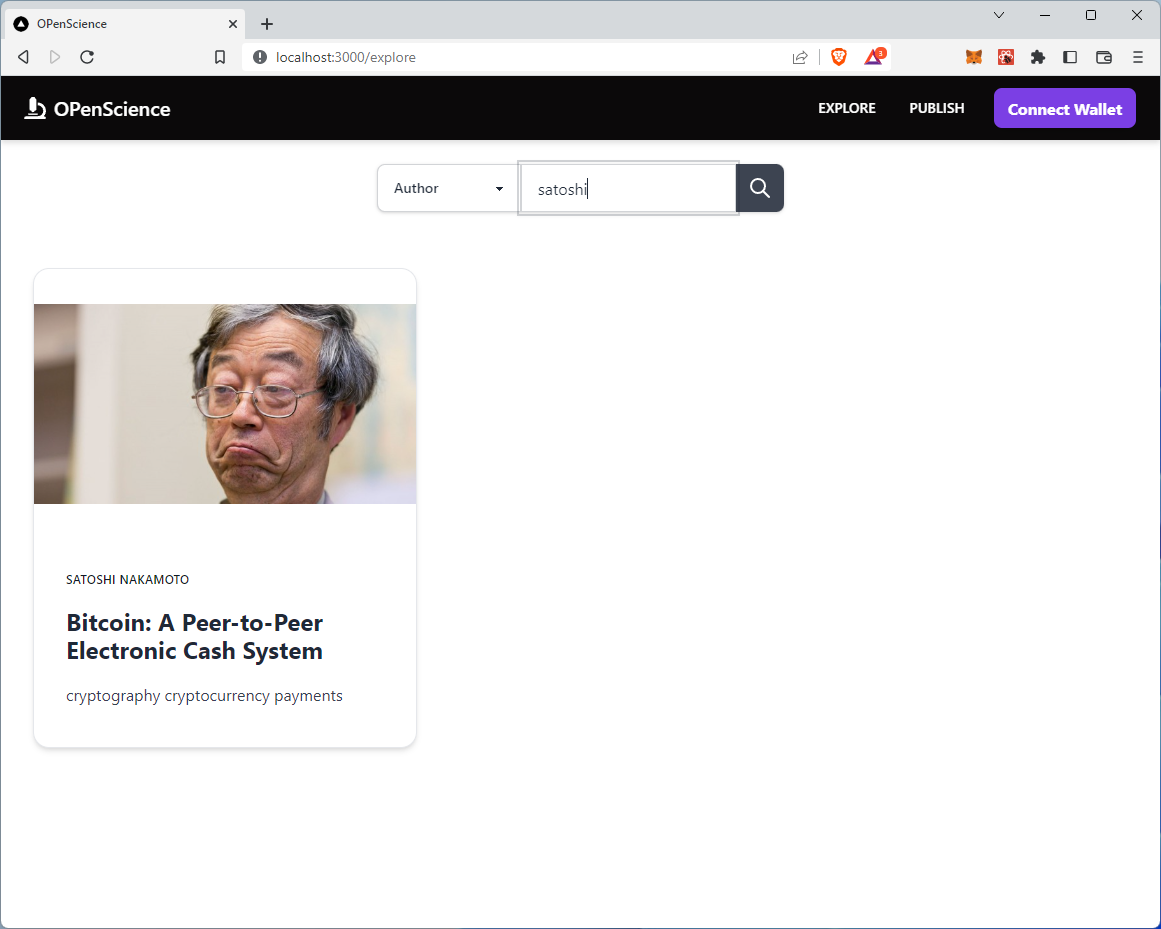 OPenScience
localhost:3000/explore
3
OPenScience
EXPLORE
PUBLISH
Connect Wallet
Author
satoshi
SATOSHI NAKAMOTO
Bitcoin: A Peer-to-Peer
Electronic Cash System
cryptography cryptocurrency payments